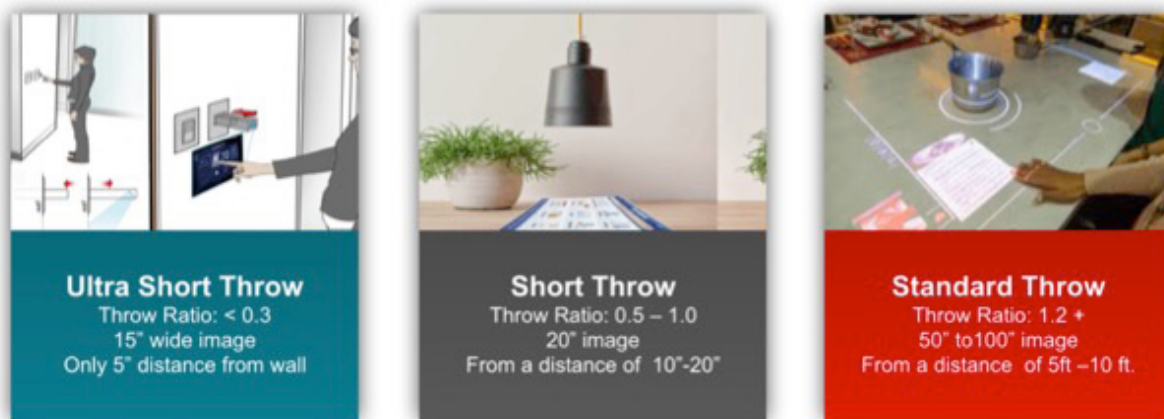 Ultra Short Throw
Throw Ratio: < 0.3
15” wide image
Only 5” distance from wall
Short Throw
Throw Ratio: 0.5 – 1.0
20” image
From a distance of 10”-20”
Standard Throw
Throw Ratio: 1.2 +
50” to100” image
From a distance of 5ft –10 ft.